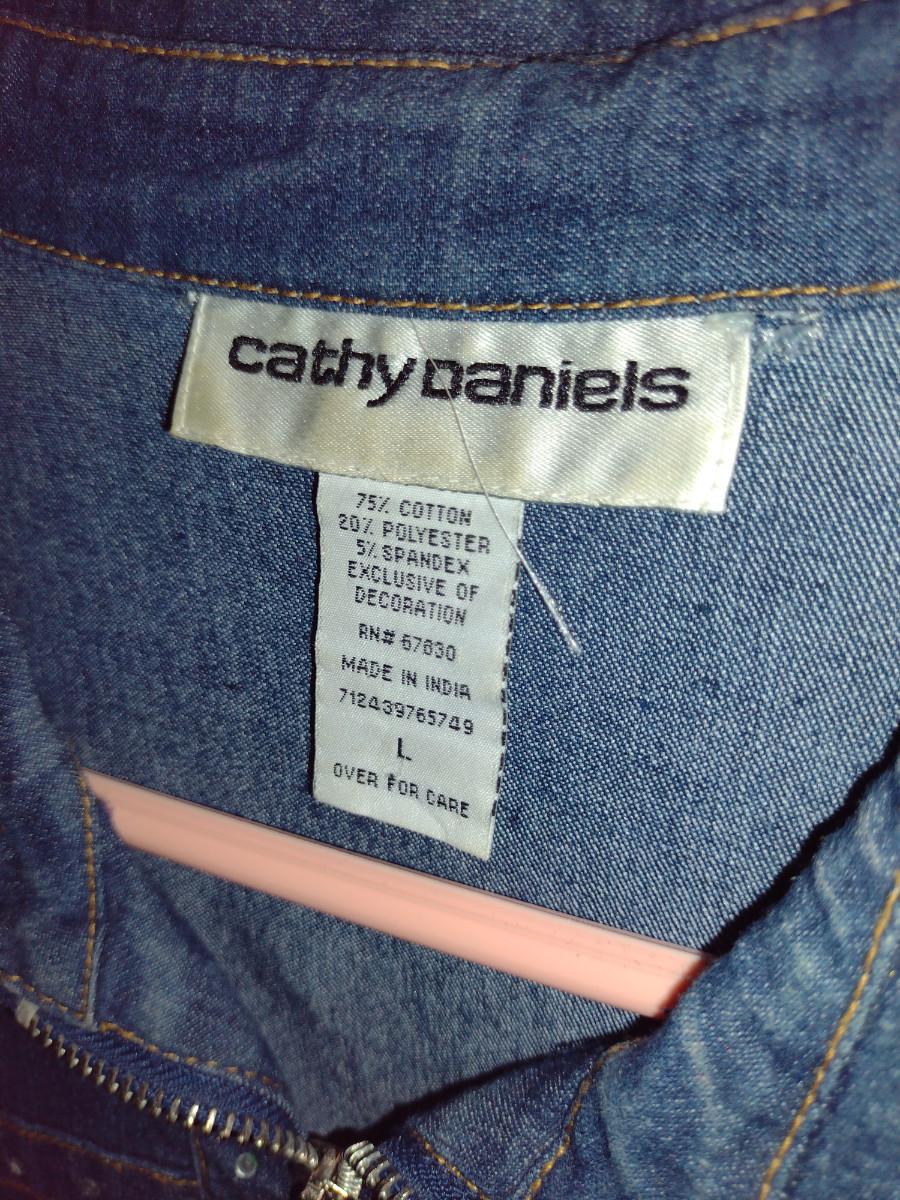 cathy Daniels
75% COTTON
20% POLYESTER
5% SPANDEX
EXCLUSIVE OF
DECORATION
RN# 67830
MADE IN INDIA
712439765749
L
OVER FOR CARE